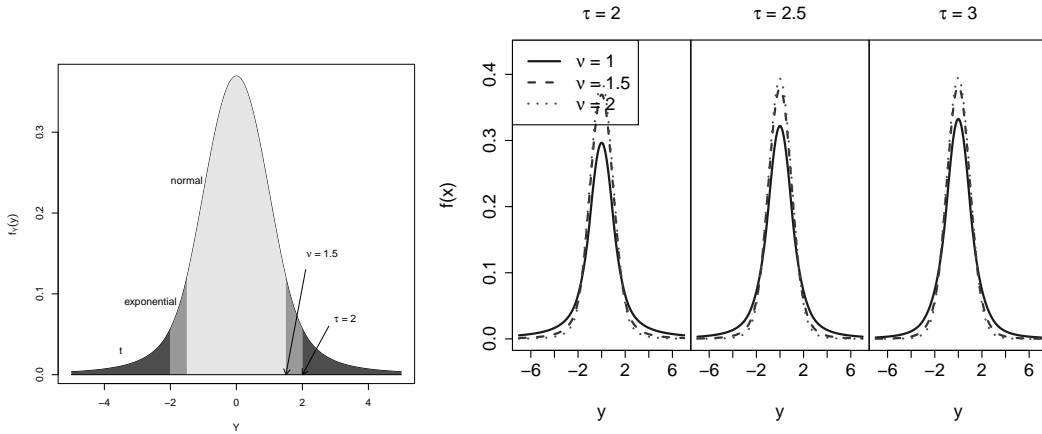 f_Y(y)
0.0
0.1
0.2
0.3
normal
exponential
t
ν = 1.5
τ = 2
−4
−2
0
2
4
Y
τ = 2
τ = 2.5
τ = 3
f(x)
0.0
0.1
0.2
0.3
0.4
ν = 1
ν = 1.5
ν = 2
−6
−2
2
6
−6
−2
2
6
−6
−2
2
6
y
y
y